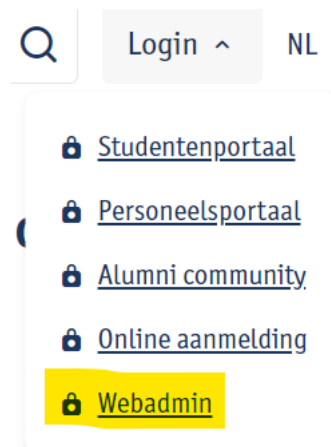 Login
NL
Studentenportaal
Personeelsportaal
Alumni community
Online aanmelding
Webadmin